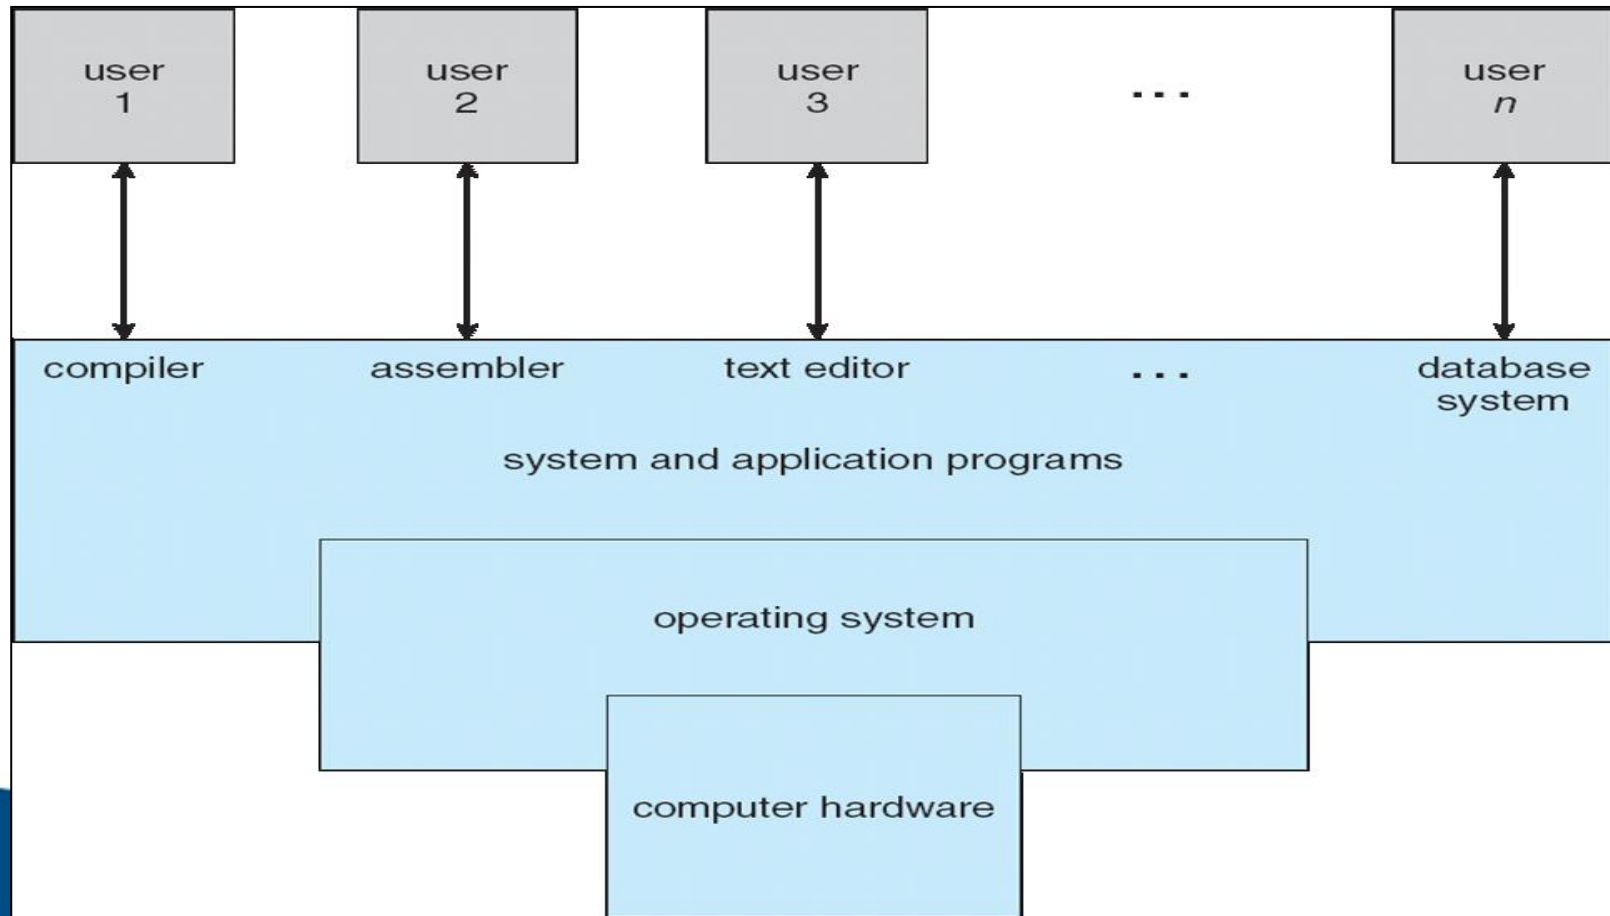 user
1
user
2
user
3
...
user
n
compiler
assembler
text editor
...
database
system
system and application programs
operating system
computer hardware